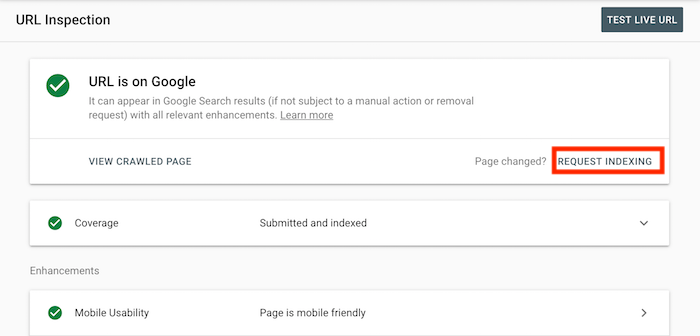 URL Inspection
TEST LIVE URL
URL is on Google
It can appear in Google Search results (if not subject to a manual action or removal
request) with all relevant enhancements. Learn more
VIEW CRAWLED PAGE
Page changed? REQUEST INDEXING
Coverage Submitted and indexed
Enhancements
Mobile Usability Page is mobile friendly